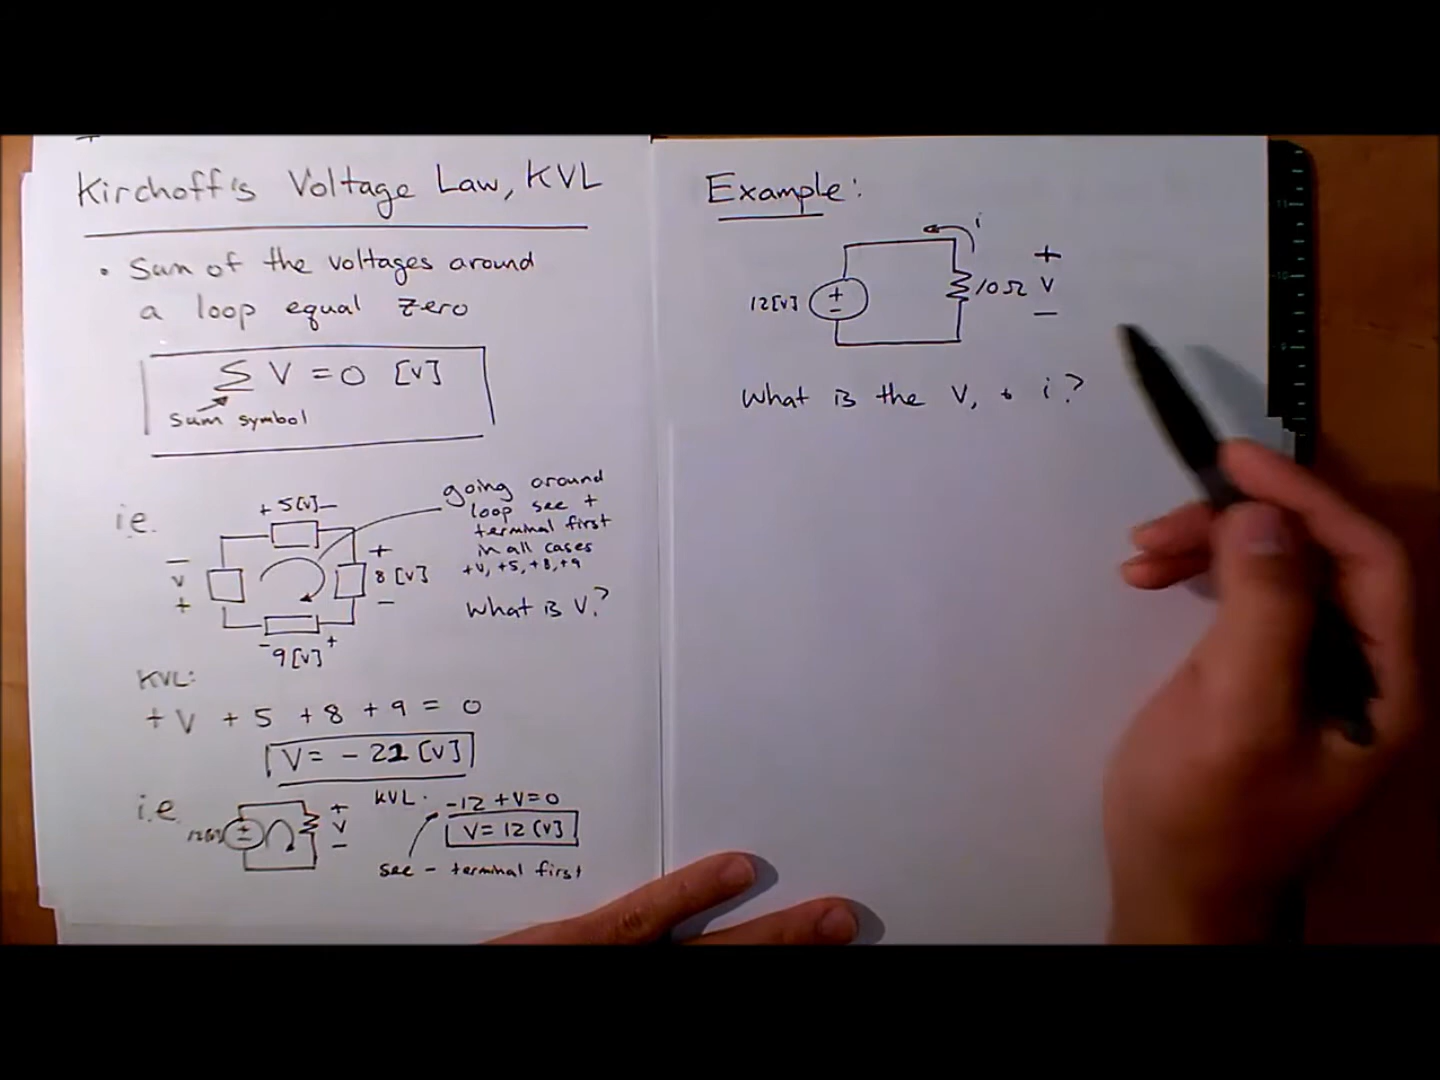 Kirchoff's Voltage Law, KVL
• Sum of the voltages around
a loop equal zero
∑ V = 0 [V]
sum symbol
i.e.
+ 5[V] -
- V +
+ 8 [V] -
- 9[V] +
going around
loop see +
terminal first
in all cases
+V, +5, +8, +9
What is V?
KVL:
+ V + 5 + 8 + 9 = 0
V = - 22 [V]
i.e
+ -
+ V -
KVL.
-12 + V = 0
V = 12 [V]
see - terminal first
Example:
i
12[V]
+ -
10Ω
+ V -
What is the V, + i?